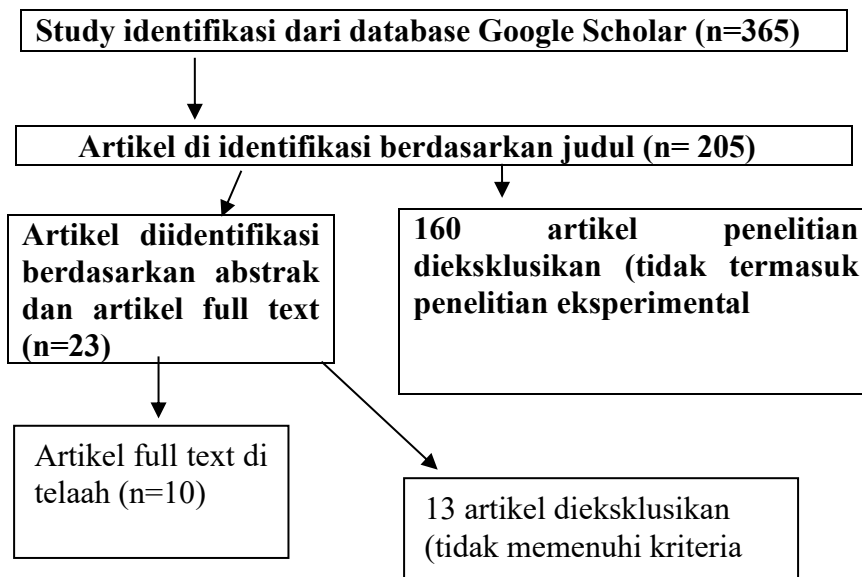 Study identifikasi dari database Google Scholar (n=365)
Artikel di identifikasi berdasarkan judul (n= 205)
Artikel diidentifikasi
berdasarkan abstrak
dan artikel full text
(n=23)
160 artikel penelitian
dieksklusikan (tidak termasuk
penelitian eksperimental
Artikel full text di
telaah (n=10)
13 artikel dieksklusikan
(tidak memenuhi kriteria